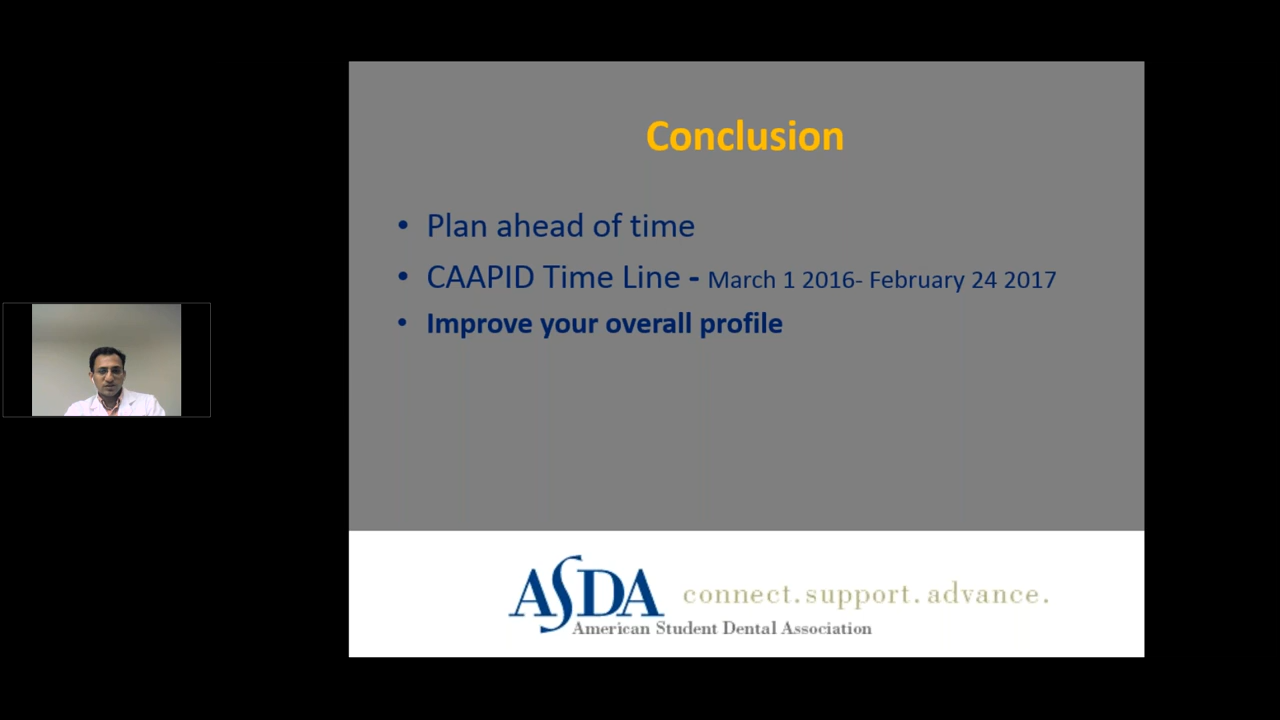 Conclusion
• Plan ahead of time
• CAAPID Time Line - March 1 2016- February 24 2017
• Improve your overall profile
ASDA connect. support. advance.
American Student Dental Association